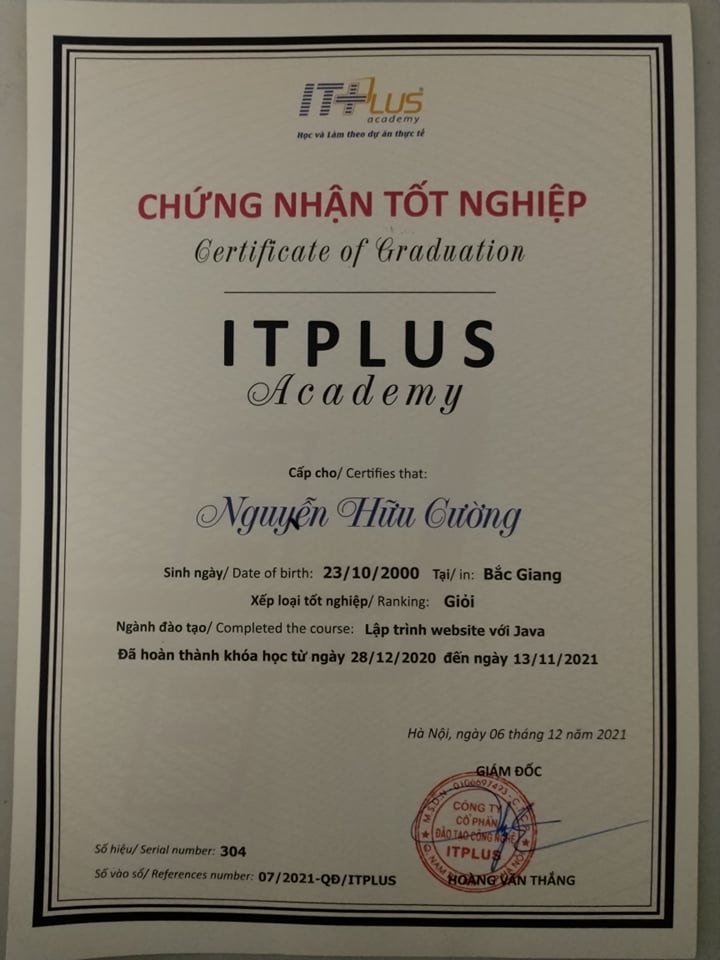 ITPLUS
academy
Học và Làm theo dự án thực tế
CHỨNG NHẬN TỐT NGHIỆP
Certificate of Graduation
ITPLUS
Academy
Cấp cho/ Certifies that:
Nguyễn Hữu Cường
Sinh ngày/ Date of birth: 23/10/2000 Tại/ in: Bắc Giang
Xếp loại tốt nghiệp/ Ranking: Giỏi
Ngành đào tạo/ Completed the course: Lập trình website với Java
Đã hoàn thành khóa học từ ngày 28/12/2020 đến ngày 13/11/2021
Hà Nội, ngày 06 tháng 12 năm 2021
GIÁM ĐỐC
M.S.D.N
CÔNG TY
CỔ PHẦN
ĐÀO TẠO CÔNG NGHỆ
ITPLUS
HOÀNG VĂN THẮNG
Số hiệu/ Serial number: 304
Số vào sổ/ References number: 07/2021-QĐ/ITPLUS